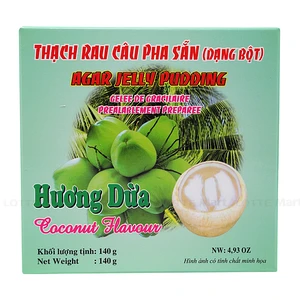 THẠCH RAU CÂU PHA SẴN (DẠNG BỘT)
AGAR JELLY PUDDING
GELEE DE GRACILAIRE
PREALABLEMENT PREPAREE
Hương Dừa
Coconut Flavour
Khối lượng tịnh: 140 g
Net Weight : 140 g
NW: 4,93 OZ
Hình ảnh có tính chất minh họa